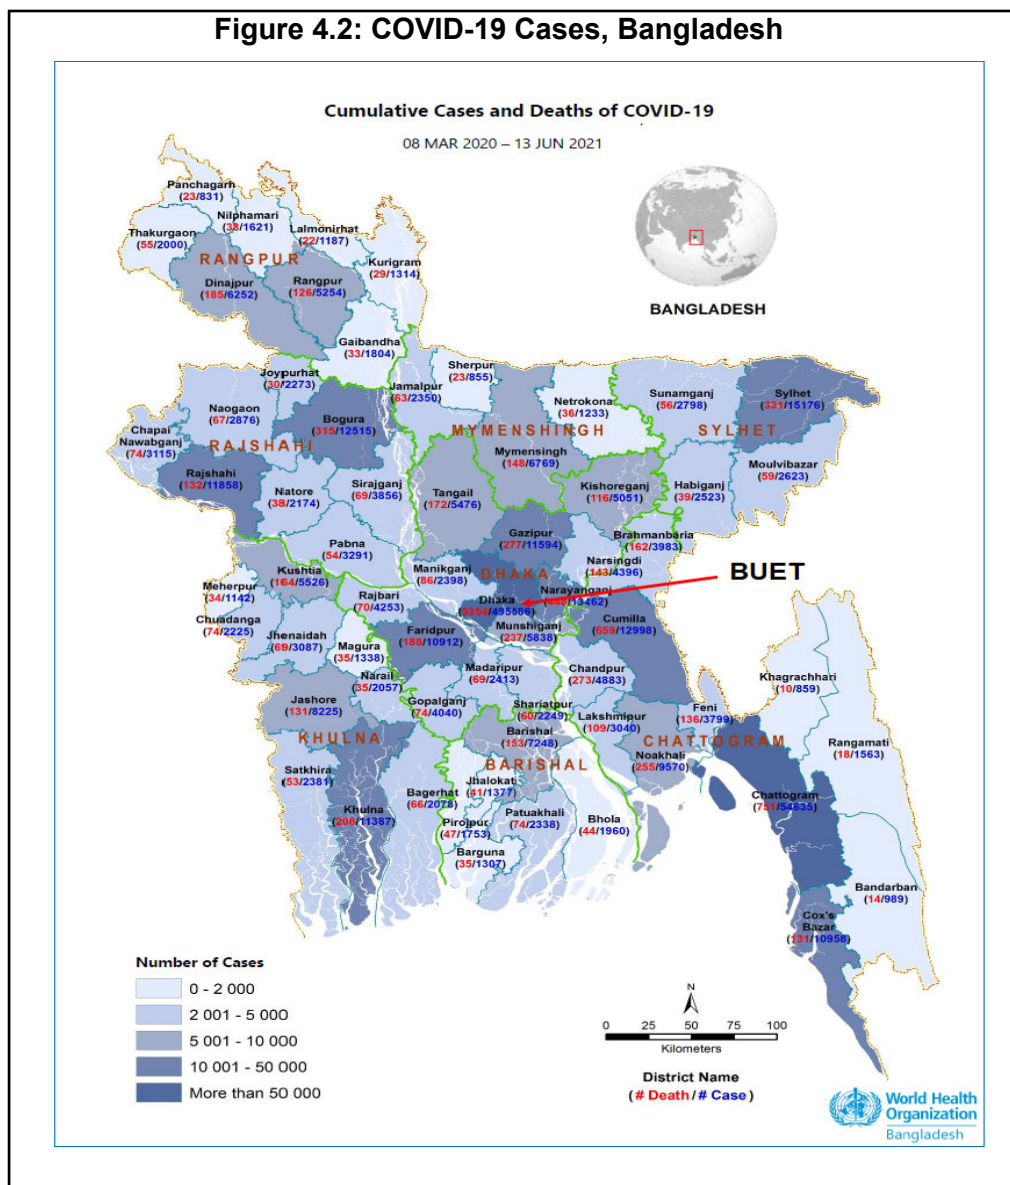 Figure 4.2: COVID-19 Cases, Bangladesh
Cumulative Cases and Deaths of COVID-19
08 MAR 2020 – 13 JUN 2021
BANGLADESH
Panchagarh
(23/831)
Nilphamari
(38/1621)
Lalmonirhat
(22/1187)
Thakurgaon
(55/2000)
RANGPUR
Kurigram
(29/1314)
Dinajpur
(185/6252)
Rangpur
(126/5254)
Gaibandha
(33/1804)
Joypurhat
(30/2273)
Jamalpur
(63/2350)
Sherpur
(23/855)
Netrokona
(36/1233)
Sunamganj
(56/2798)
Sylhet
(331/15176)
SYLHET
Naogaon
(67/2876)
Bogura
(315/12515)
MYMENSINGH
Chapai
Nawabganj
(74/3115)
RAJSHAHI
Mymensingh
(148/6769)
Moulvibazar
(59/2623)
Rajshahi
(132/11858)
Natore
(38/2174)
Sirajganj
(69/3856)
Tangail
(172/5476)
Kishoreganj
(116/5051)
Habiganj
(39/2523)
Gazipur
(277/11594)
Brahmanbaria
(162/3983)
Pabna
(54/3291)
Narsingdi
(143/4396)
Manikganj
(86/2398)
DHAKA
BUET
Kushtia
(164/5526)
Meherpur
(34/1142)
Rajbari
(70/4253)
Dhaka
Narayanganj
(448/13462)
Chuadanga
(74/2225)
Munshiganj
(237/5838)
Cumilla
(659/12998)
Jhenaidah
(69/3087)
Magura
(35/1338)
Faridpur
(188/10912)
Madaripur
(69/2413)
Chandpur
(273/4883)
Khagrachhari
(10/859)
Narail
(35/2057)
Jashore
(131/8225)
Gopalganj
(74/4040)
Shariatpur
(60/2249)
Lakshmipur
(109/3040)
Feni
(136/3799)
Rangamati
(18/1563)
KHULNA
Barishal
(153/7248)
BARISHAL
Noakhali
(255/9570)
CHATTOGRAM
Satkhira
(53/2381)
Jhalokati
(41/1377)
Chattogram
(751/54635)
Khulna
(206/11387)
Bagerhat
(66/2078)
Pirojpur
(47/1753)
Patuakhali
(74/2338)
Bhola
(44/1960)
Barguna
(35/1307)
Bandarban
(14/989)
Cox's
Bazar
(131/10958)
Number of Cases
0 - 2 000
2 001 - 5 000
5 001 - 10 000
10 001 - 50 000
More than 50 000
N
0 25 50 75 100
Kilometers
District Name
(# Death/# Case)
World Health
Organization
Bangladesh